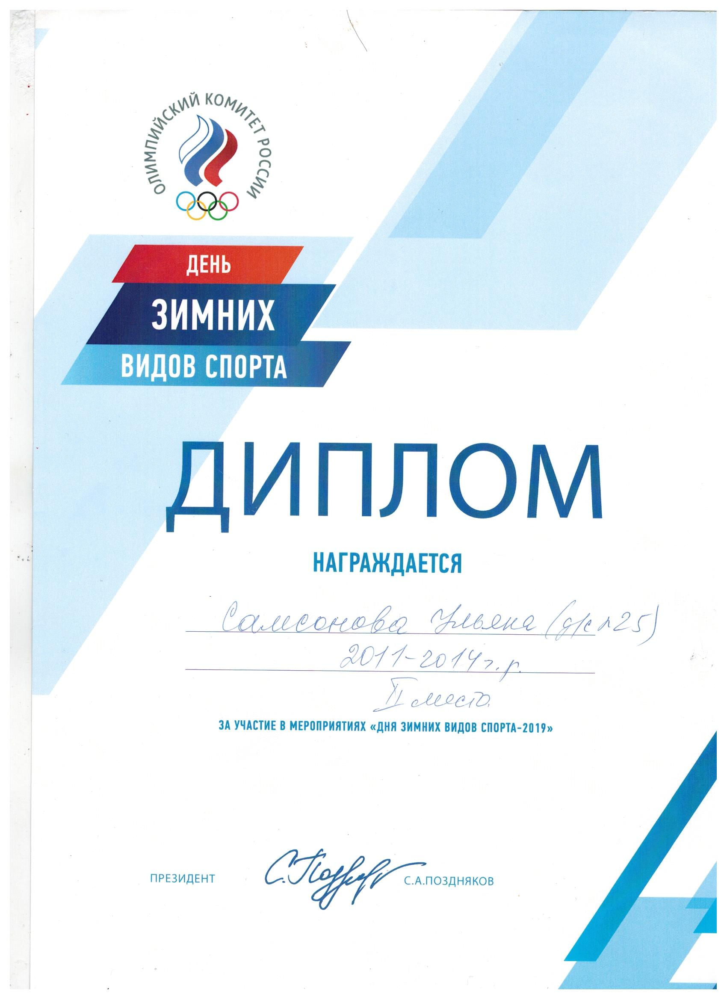 ОЛИМПИЙСКИЙ КОМИТЕТ РОССИИ
ДЕНЬ
ЗИМНИХ
ВИДОВ СПОРТА
ДИПЛОМ
НАГРАЖДАЕТСЯ
Самсонова Ульяна (д/с №25)
2011-2014 г.р.
II место
ЗА УЧАСТИЕ В МЕРОПРИЯТИЯХ «ДНЯ ЗИМНИХ ВИДОВ СПОРТА-2019»
ПРЕЗИДЕНТ С.Поздняков С.А.ПОЗДНЯКОВ